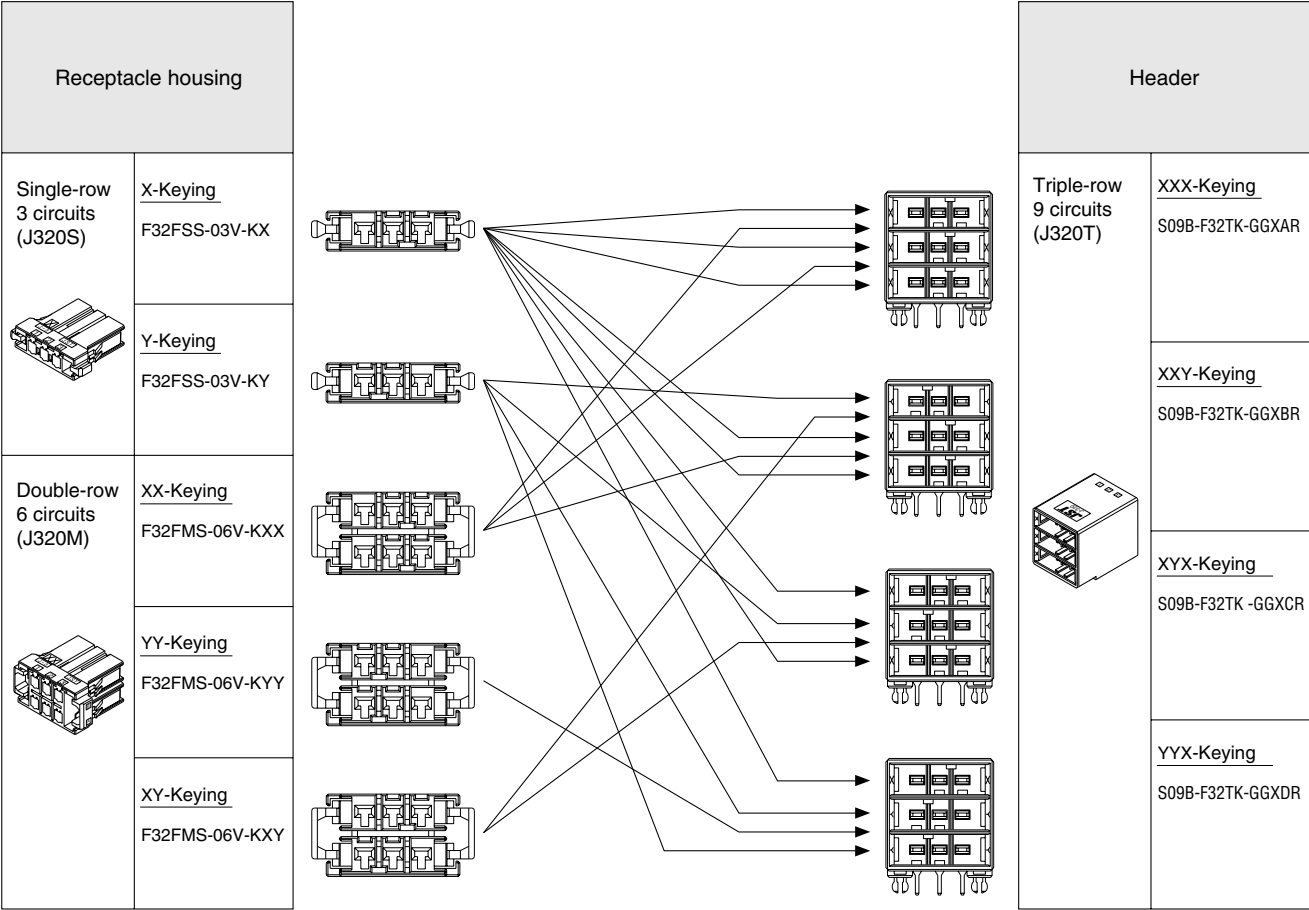 Receptacle housing
Header
Single-row
3 circuits
(J320S)
X-Keying
F32FSS-03V-KX
Y-Keying
F32FSS-03V-KY
Double-row
6 circuits
(J320M)
XX-Keying
F32FMS-06V-KXX
YY-Keying
F32FMS-06V-KYY
XY-Keying
F32FMS-06V-KXY
Triple-row
9 circuits
(J320T)
XXX-Keying
S09B-F32TK-GGXAR
XXY-Keying
S09B-F32TK-GGXBR
XYX-Keying
S09B-F32TK -GGXCR
YYX-Keying
S09B-F32TK-GGXDR
JST